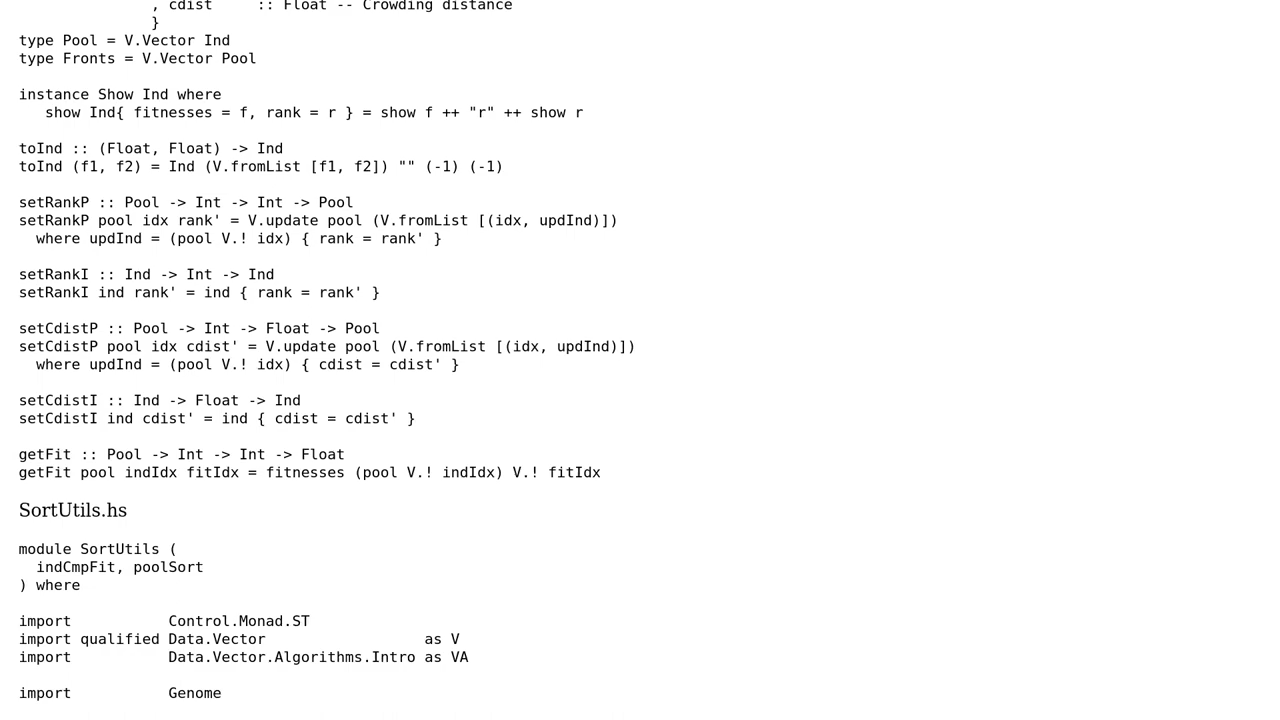 , cdist     :: Float -- Crowding distance
}
type Pool = V.Vector Ind
type Fronts = V.Vector Pool
instance Show Ind where
show Ind{ fitnesses = f, rank = r } = show f ++ "r" ++ show r
toInd :: (Float, Float) -> Ind
toInd (f1, f2) = Ind (V.fromList [f1, f2]) "" (-1) (-1)
setRankP :: Pool -> Int -> Int -> Pool
setRankP pool idx rank' = V.update pool (V.fromList [(idx, updInd)])
where updInd = (pool V.! idx) { rank = rank' }
setRankI :: Ind -> Int -> Ind
setRankI ind rank' = ind { rank = rank' }
setCdistP :: Pool -> Int -> Float -> Pool
setCdistP pool idx cdist' = V.update pool (V.fromList [(idx, updInd)])
where updInd = (pool V.! idx) { cdist = cdist' }
setCdistI :: Ind -> Float -> Ind
setCdistI ind cdist' = ind { cdist = cdist' }
getFit :: Pool -> Int -> Int -> Float
getFit pool indIdx fitIdx = fitnesses (pool V.! indIdx) V.! fitIdx
SortUtils.hs
module SortUtils (
indCmpFit, poolSort
) where
import           Control.Monad.ST
import qualified Data.Vector                  as V
import           Data.Vector.Algorithms.Intro as VA
import           Genome